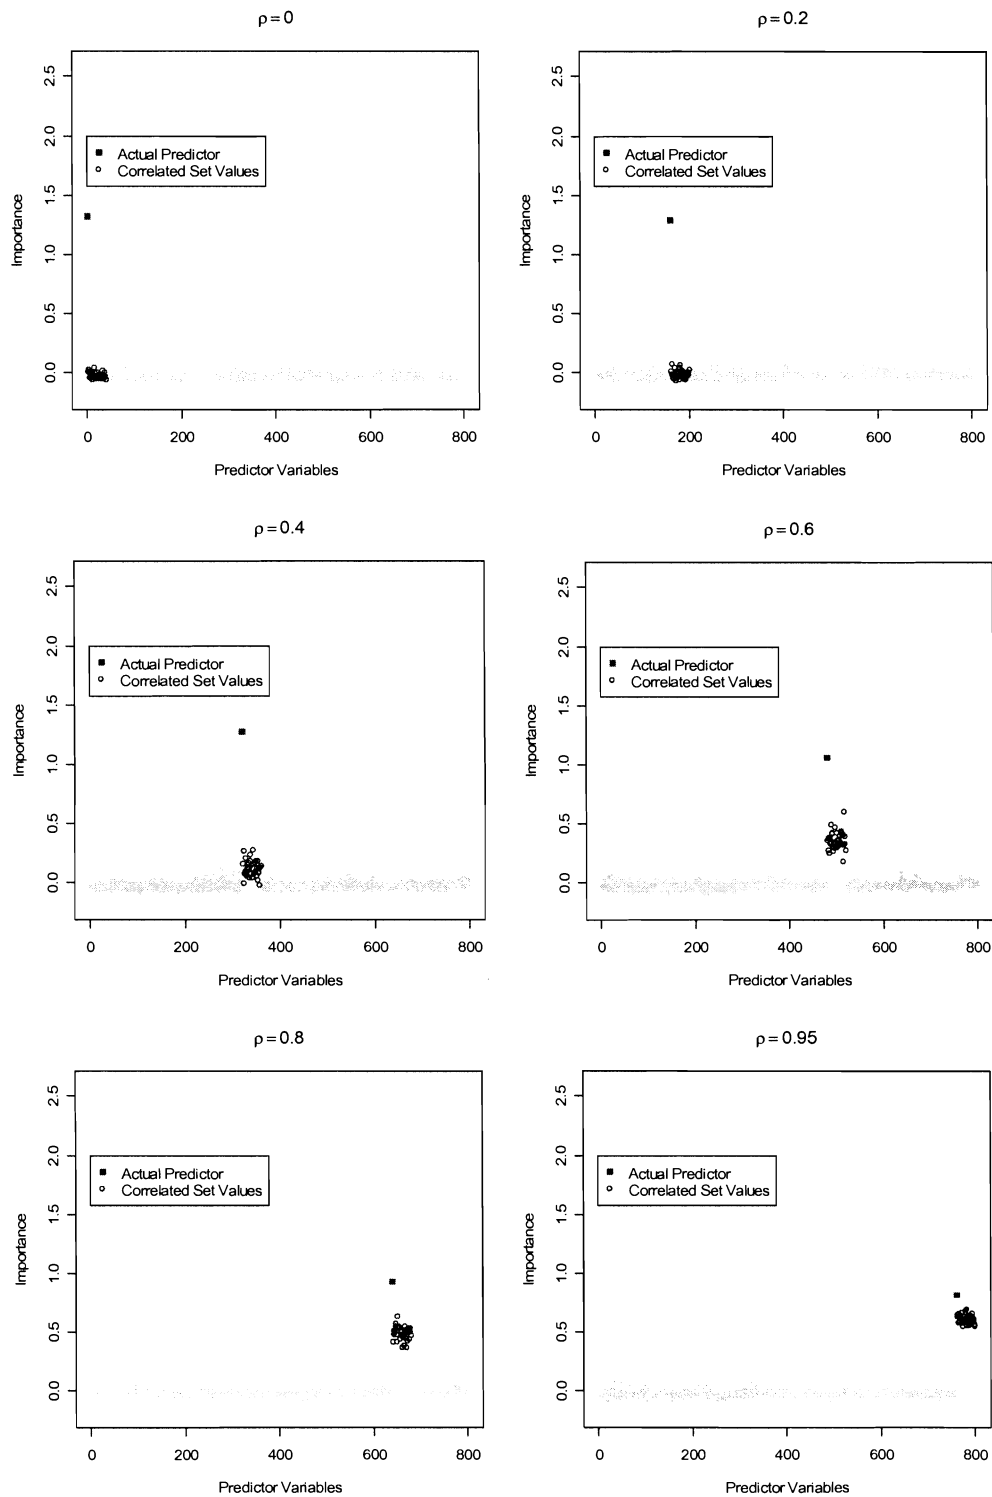 ρ = 0
2.5
2.0
1.5
1.0
0.5
0.0
Importance
Actual Predictor
Correlated Set Values
0 200 400 600 800
Predictor Variables
ρ = 0.2
2.5
2.0
1.5
1.0
0.5
0.0
Importance
Actual Predictor
Correlated Set Values
0 200 400 600 800
Predictor Variables
ρ = 0.4
2.5
2.0
1.5
1.0
0.5
0.0
Importance
Actual Predictor
Correlated Set Values
0 200 400 600 800
Predictor Variables
ρ = 0.6
2.5
2.0
1.5
1.0
0.5
0.0
Importance
Actual Predictor
Correlated Set Values
0 200 400 600 800
Predictor Variables
ρ = 0.8
2.5
2.0
1.5
1.0
0.5
0.0
Importance
Actual Predictor
Correlated Set Values
0 200 400 600 800
Predictor Variables
ρ = 0.95
2.5
2.0
1.5
1.0
0.5
0.0
Importance
Actual Predictor
Correlated Set Values
0 200 400 600 800
Predictor Variables